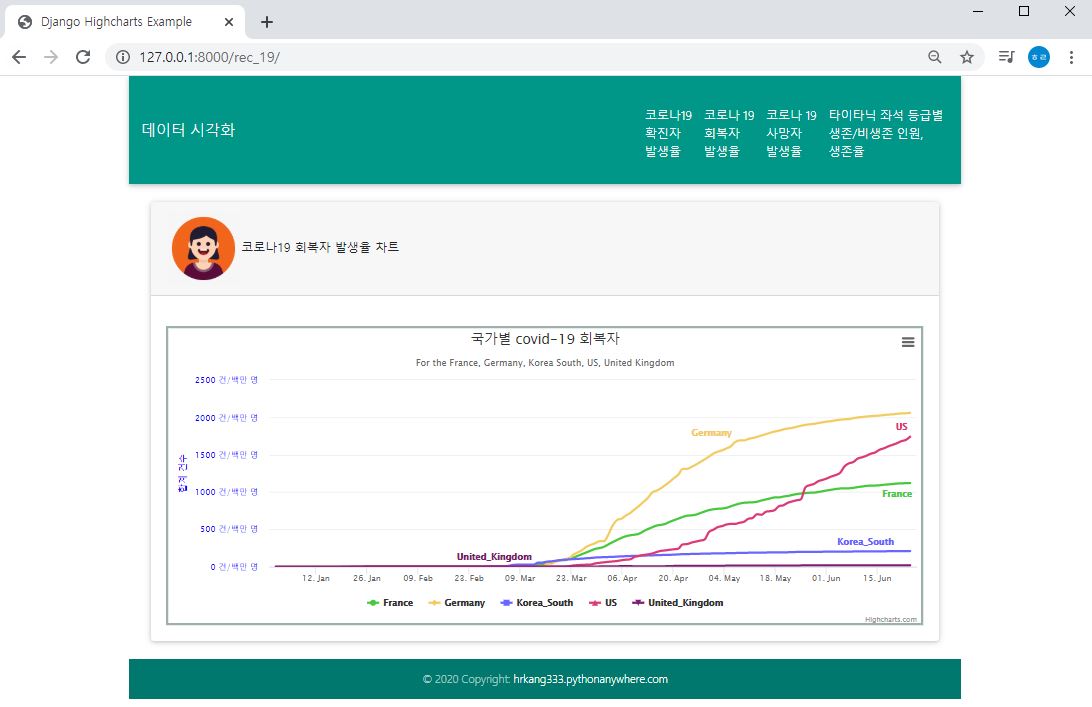 Django Highcharts Example
127.0.0.1:8000/rec_19/
데이터 시각화
코로나19 확진자 발생율
코로나 19 회복자 발생율
코로나 19 사망자 발생율
타이타닉 좌석 등급별 생존/비생존 인원, 생존율
코로나19 회복자 발생율 차트
국가별 covid-19 회복자
For the France, Germany, Korea South, US, United Kingdom
2500 건/백만 명
2000 건/백만 명
1500 건/백만 명
1000 건/백만 명
500 건/백만 명
0 건/백만 명
합계 건수
Germany
US
France
Korea_South
United_Kingdom
12. Jan 26. Jan 09. Feb 23. Feb 09. Mar 23. Mar 06. Apr 20. Apr 04. May 18. May 01. Jun 15. Jun
France Germany Korea_South US United_Kingdom
Highcharts.com
© 2020 Copyright: hrkang333.pythonanywhere.com